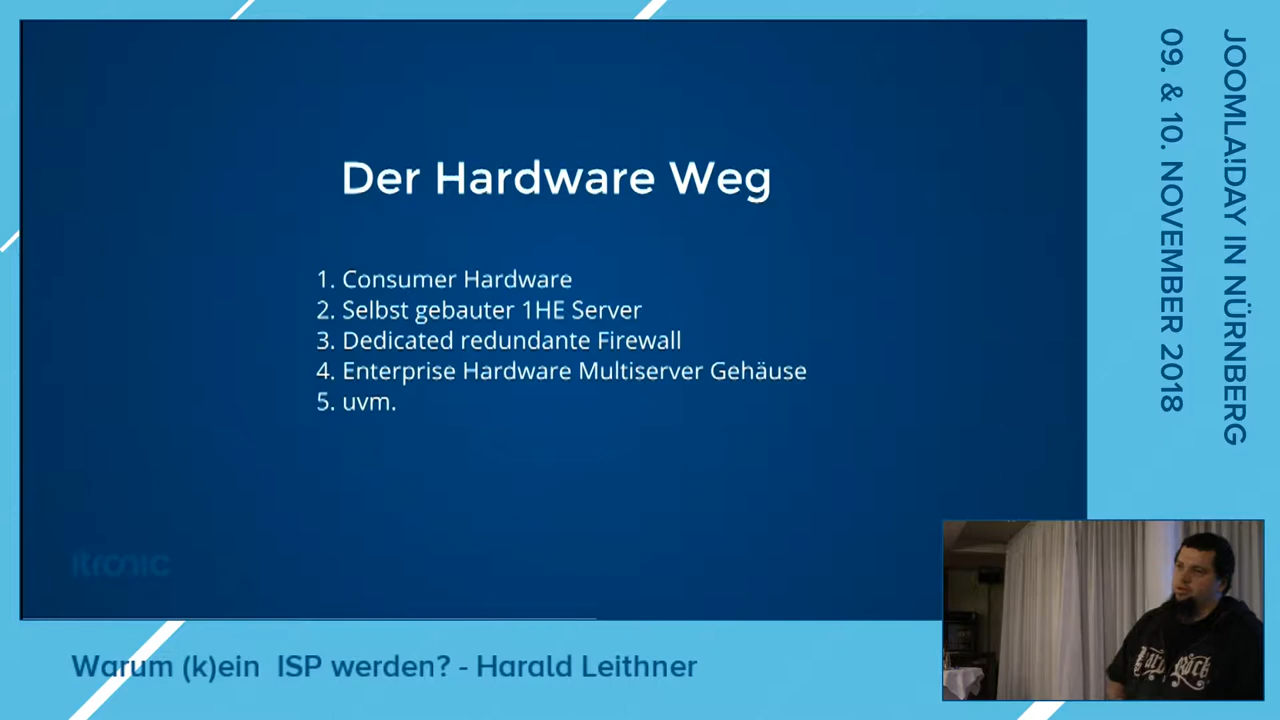 Der Hardware Weg
1. Consumer Hardware
2. Selbst gebauter 1HE Server
3. Dedicated redundante Firewall
4. Enterprise Hardware Multiserver Gehäuse
5. uvm.
itronic
Warum (k)ein ISP werden? - Harald Leithner
JOOMLA!DAY IN NÜRNBERG
09. & 10. NOVEMBER 2018